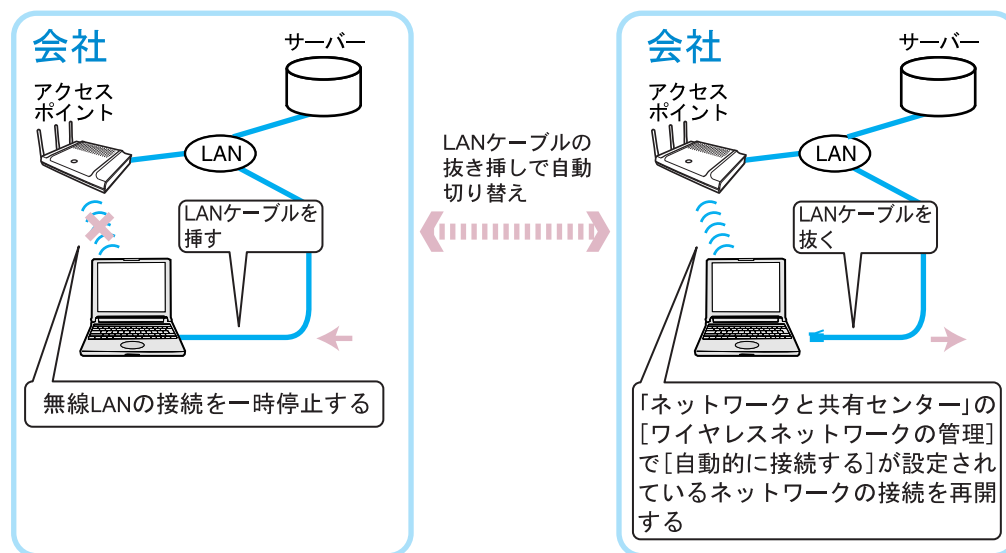 会社
サーバー
アクセス
ポイント
LAN
LANケーブルを
挿す
無線LANの接続を一時停止する
LANケーブルの
抜き挿しで自動
切り替え
会社
サーバー
アクセス
ポイント
LAN
LANケーブルを
抜く
「ネットワークと共有センター」の
[ワイヤレスネットワークの管理]
で[自動的に接続する]が設定され
ているネットワークの接続を再開
する